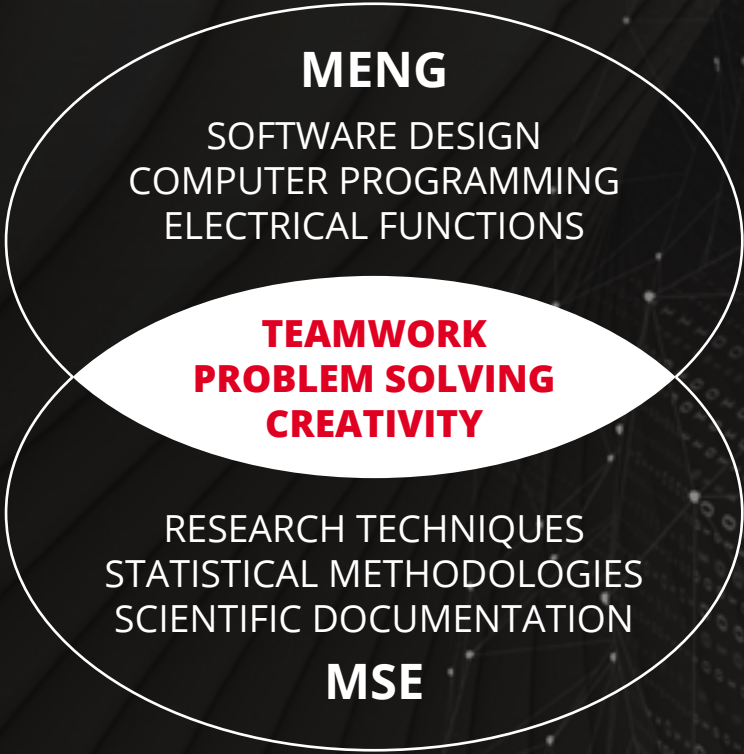 MENG
SOFTWARE DESIGN
COMPUTER PROGRAMMING
ELECTRICAL FUNCTIONS
TEAMWORK
PROBLEM SOLVING
CREATIVITY
RESEARCH TECHNIQUES
STATISTICAL METHODOLOGIES
SCIENTIFIC DOCUMENTATION
MSE